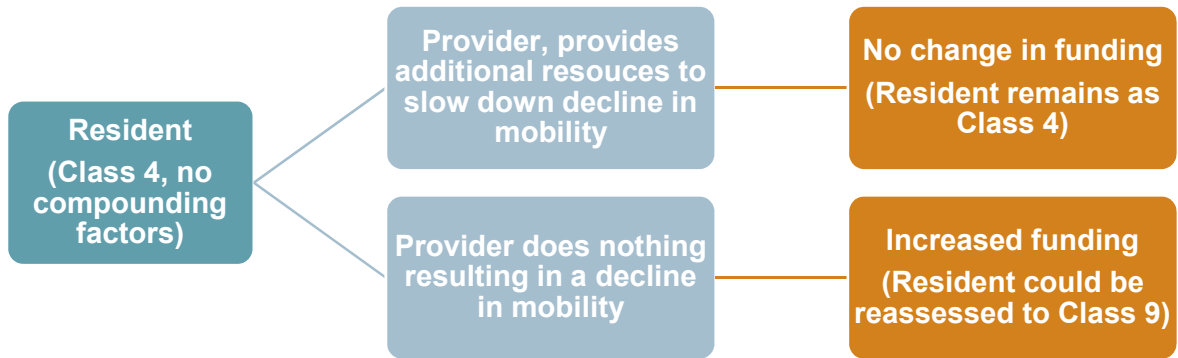 Resident
(Class 4, no
compounding
factors)
Provider, provides
additional resouces to
slow down decline in
mobility
No change in funding
(Resident remains as
Class 4)
Provider does nothing
resulting in a decline
in mobility
Increased funding
(Resident could be
reassessed to Class 9)